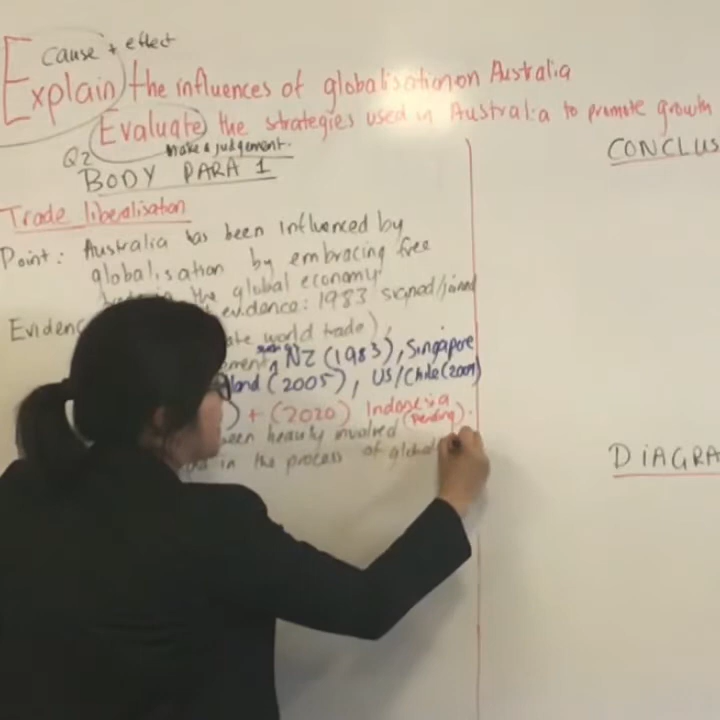 cause + effect
Explain the influences of globalisation on Australia
Evaluate the strategies used in Australia to promote growth
Make a judgement.
Q2
BODY PARA 1
CONCLUS
Trade liberalisation
Point: Australia has been influenced by
globalisation by embracing free
the global economy
Evidenc evidence: 1983 signed/joined
world trade),
NZ (1983), Singapore
land (2005), US/Chile (2009)
) + (2020) Indonesia
(Pending).
een heavily involved
in the process of global
DIAGRA